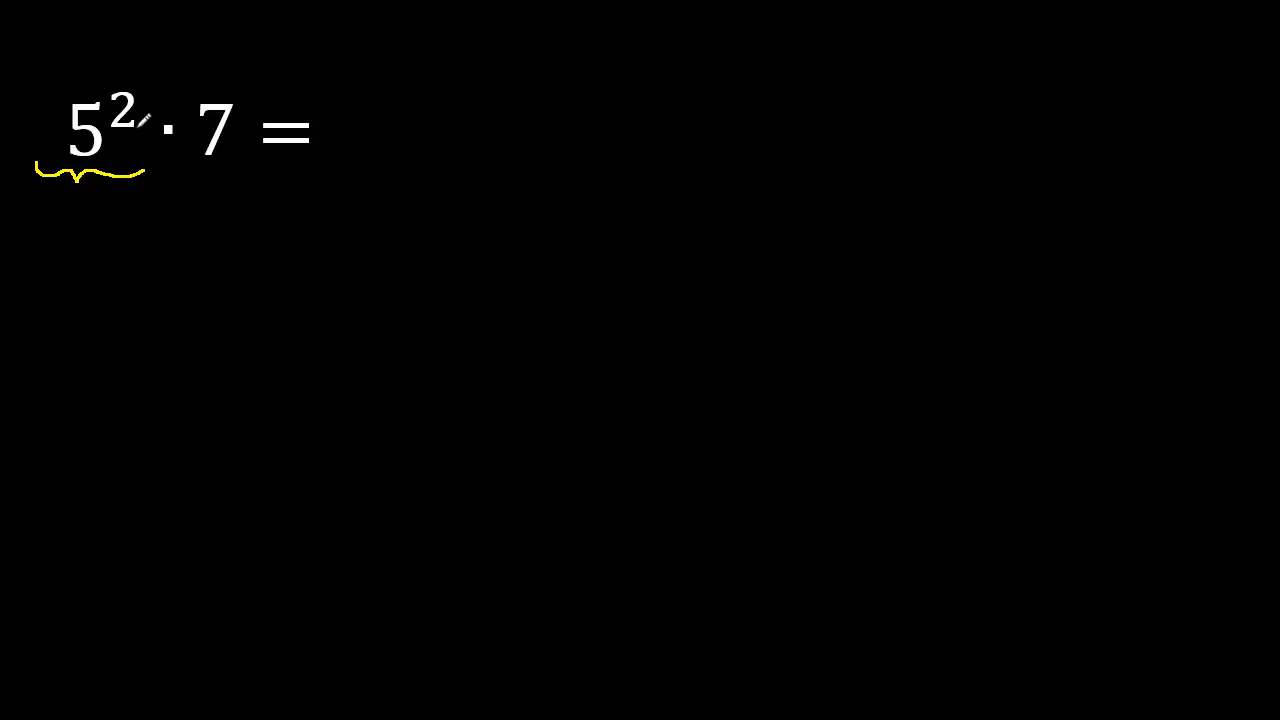 5² · 7 =